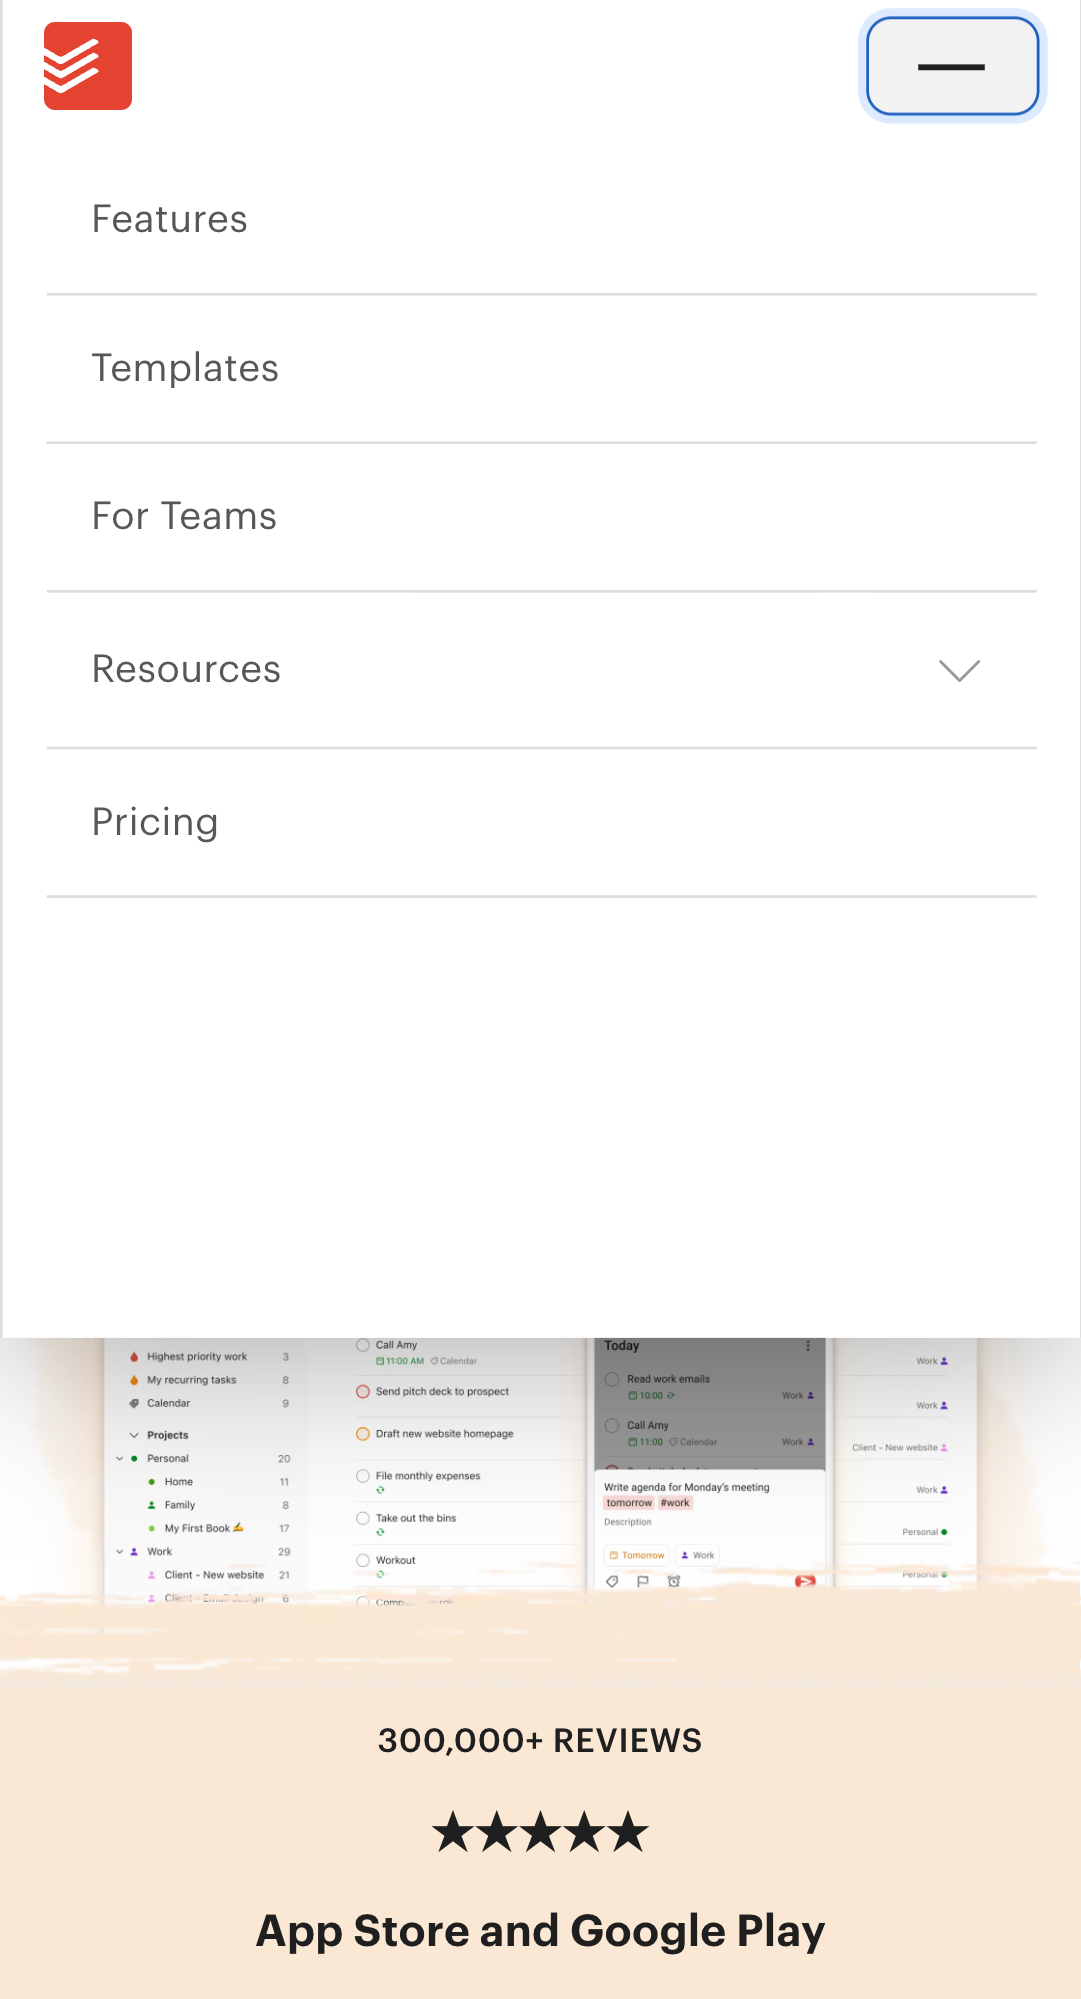 Features
Templates
For Teams
Resources
Pricing
Highest priority work 3
My recurring tasks 8
Calendar 9
Projects
Personal 20
Home 11
Family 8
My First Book ✍️ 17
Work 29
Client - New website 21
Client - Email design 6
Call Amy
11:00 AM Calendar
Send pitch deck to prospect
Draft new website homepage
File monthly expenses
Take out the bins
Workout
Today
Read work emails
10:00 Work
Call Amy
11:00 Calendar Work
Write agenda for Monday's meeting
tomorrow #work
Description
Tomorrow Work
Work
Work
Client - New website
Work
Personal
Personal
300,000+ REVIEWS
★★★★★
App Store and Google Play